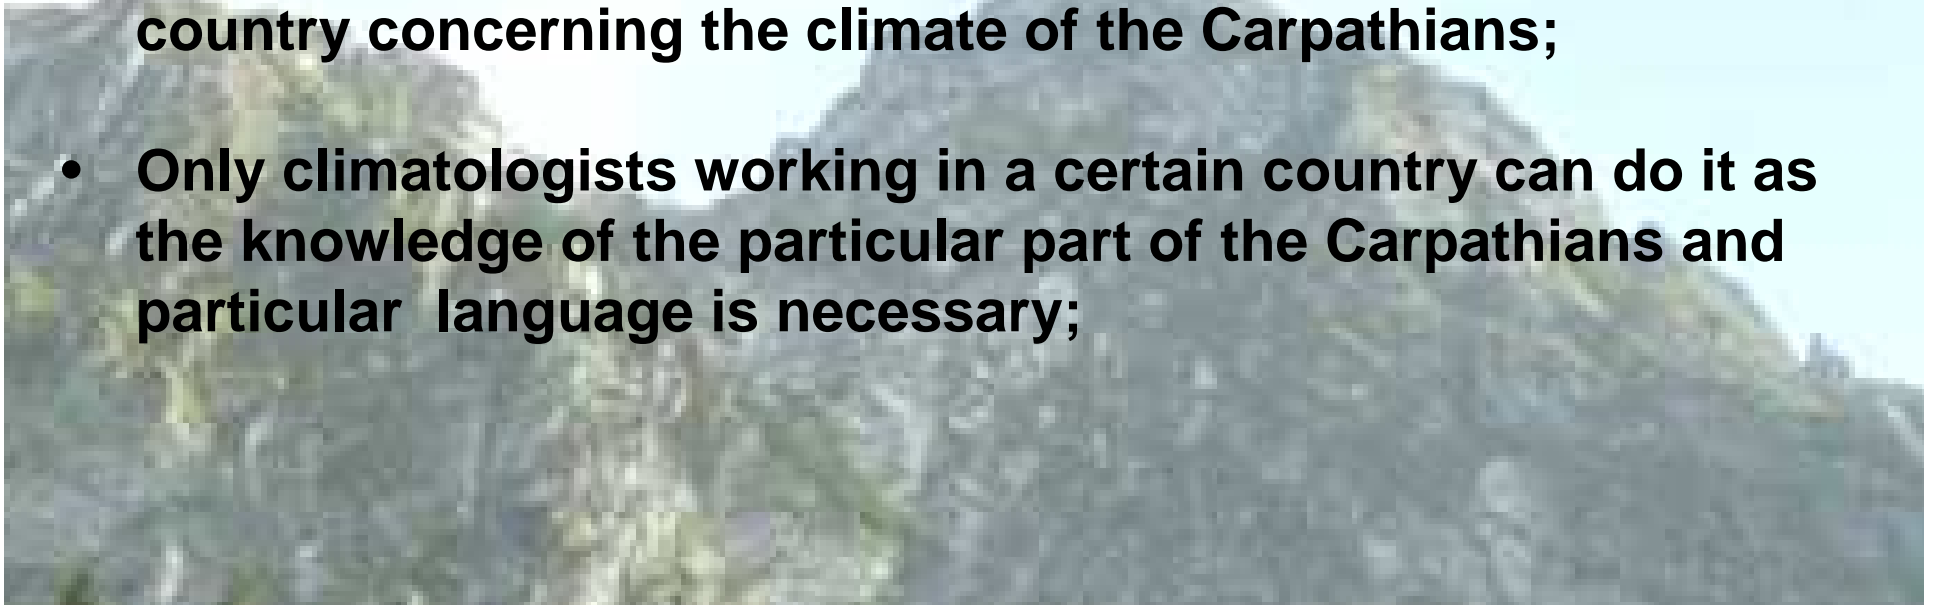 country concerning the climate of the Carpathians;
• Only climatologists working in a certain country can do it as
the knowledge of the particular part of the Carpathians and
particular  language is necessary;